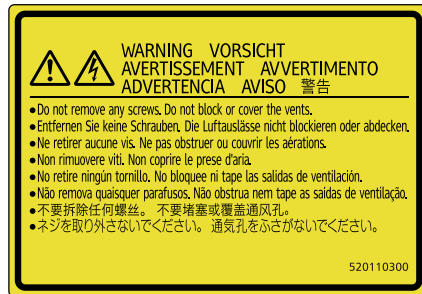 WARNING VORSICHT
AVERTISSEMENT AVVERTIMENTO
ADVERTENCIA AVISO 警告
•Do not remove any screws. Do not block or cover the vents.
•Entfernen Sie keine Schrauben. Die Luftauslässe nicht blockieren oder abdecken.
•Ne retirer aucune vis. Ne pas obstruer ou couvrir les aérations.
•Non rimuovere viti. Non coprire le prese d'aria.
•No retire ningún tornillo. No bloquee ni tape las salidas de ventilación.
•Não remova quaisquer parafusos. Não obstrua nem tape as saídas de ventilação.
•不要拆除任何螺丝。 不要堵塞或覆盖通风孔。
•ネジを取り外さないでください。 通気孔をふさがないでください。
520110300